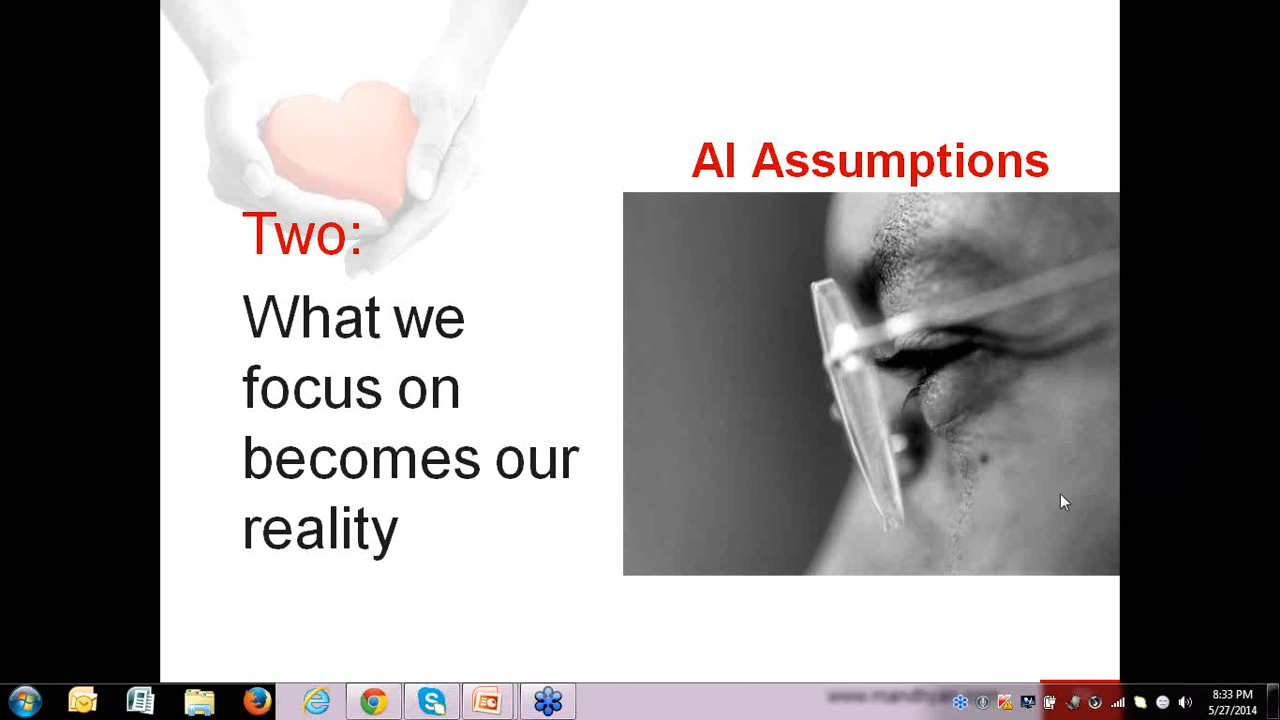 AI Assumptions
Two:
What we
focus on
becomes our
reality
8:33 PM
5/27/2014